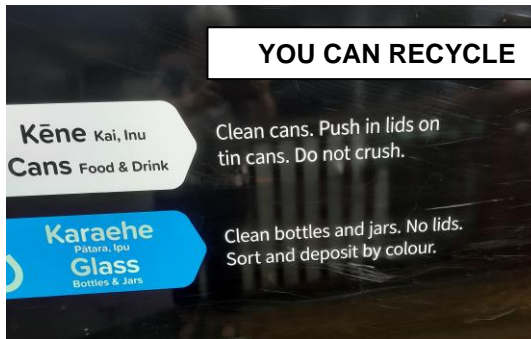 YOU CAN RECYCLE
Kēne Kai, Inu
Cans Food & Drink
Clean cans. Push in lids on
tin cans. Do not crush.
Karaehe
Pātara, Ipu
Glass
Bottles & Jars
Clean bottles and jars. No lids.
Sort and deposit by colour.